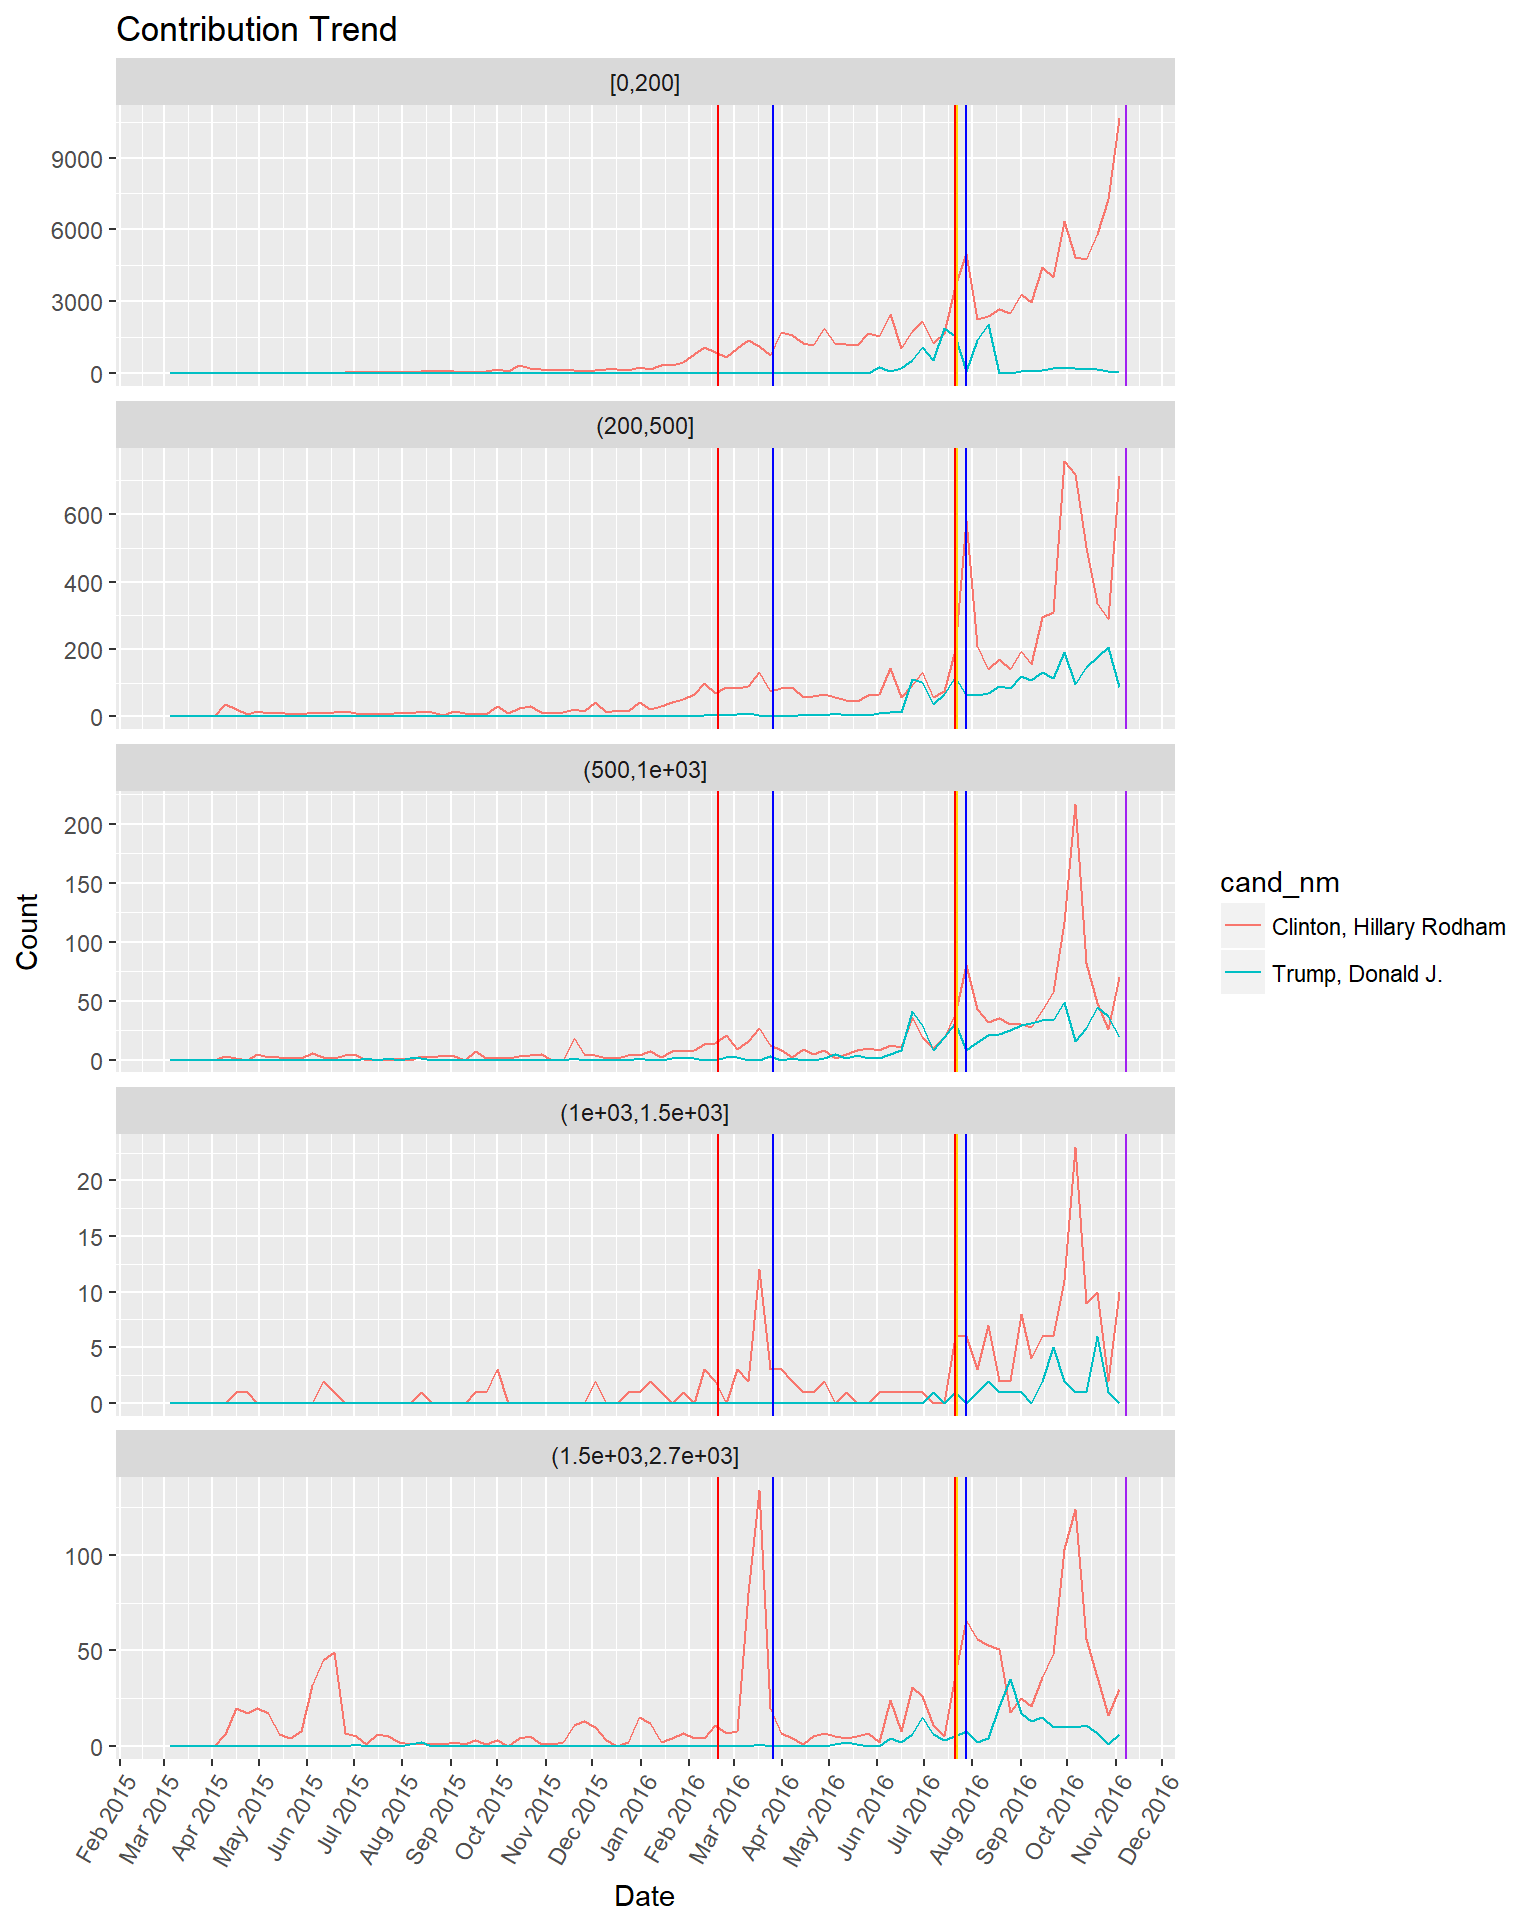 Contribution Trend
[0,200]
9000
6000
3000
0
(200,500]
600
400
200
0
(500,1e+03]
200
150
100
50
0
(1e+03,1.5e+03]
20
15
10
5
0
(1.5e+03,2.7e+03]
100
50
0
Feb 2015
Mar 2015
Apr 2015
May 2015
Jun 2015
Jul 2015
Aug 2015
Sep 2015
Oct 2015
Nov 2015
Dec 2015
Jan 2016
Feb 2016
Mar 2016
Apr 2016
May 2016
Jun 2016
Jul 2016
Aug 2016
Sep 2016
Oct 2016
Nov 2016
Dec 2016
Date
Count
cand_nm
Clinton, Hillary Rodham
Trump, Donald J.